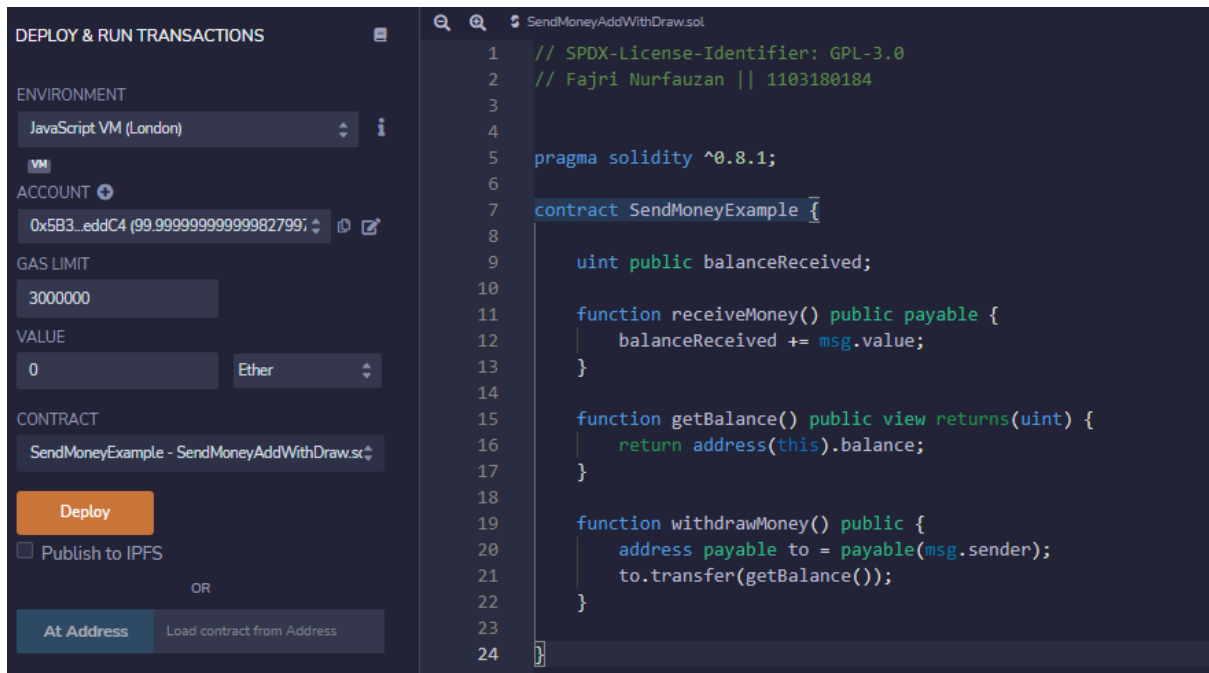 DEPLOY & RUN TRANSACTIONS
ENVIRONMENT
JavaScript VM (London)
VM
ACCOUNT
0x5B3...eddC4 (99.99999999999827997
GAS LIMIT
3000000
VALUE
0
Ether
CONTRACT
SendMoneyExample - SendMoneyAddWithDraw.sc
Deploy
Publish to IPFS
OR
At Address
Load contract from Address
SendMoneyAddWithDraw.sol
1 // SPDX-License-Identifier: GPL-3.0
2 // Fajri Nurfauzan || 1103180184
3
4
5 pragma solidity ^0.8.1;
6
7 contract SendMoneyExample {
8
9     uint public balanceReceived;
10
11     function receiveMoney() public payable {
12         balanceReceived += msg.value;
13     }
14
15     function getBalance() public view returns(uint) {
16         return address(this).balance;
17     }
18
19     function withdrawMoney() public {
20         address payable to = payable(msg.sender);
21         to.transfer(getBalance());
22     }
23
24 }